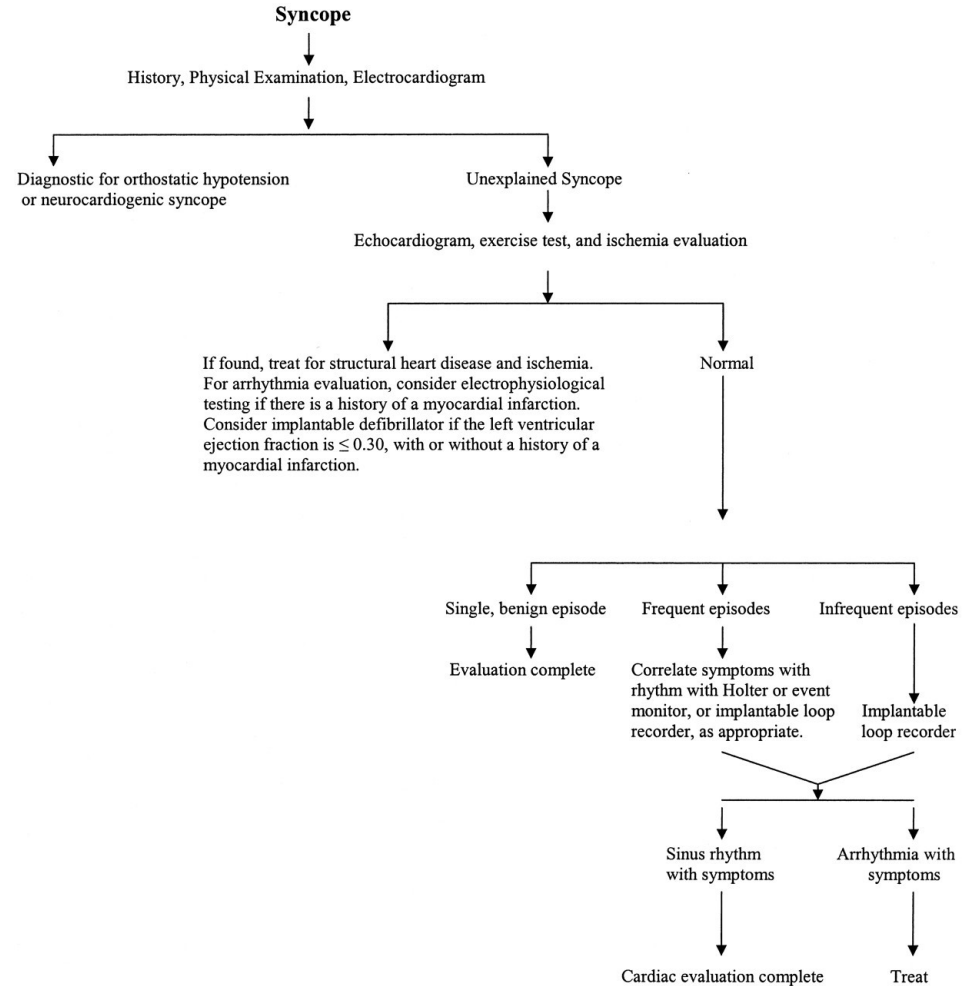 Syncope
History, Physical Examination, Electrocardiogram
Diagnostic for orthostatic hypotension
or neurocardiogenic syncope
Unexplained Syncope
Echocardiogram, exercise test, and ischemia evaluation
If found, treat for structural heart disease and ischemia.
For arrhythmia evaluation, consider electrophysiological
testing if there is a history of a myocardial infarction.
Consider implantable defibrillator if the left ventricular
ejection fraction is ≤ 0.30, with or without a history of a
myocardial infarction.
Normal
Single, benign episode
Evaluation complete
Frequent episodes
Correlate symptoms with
rhythm with Holter or event
monitor, or implantable loop
recorder, as appropriate.
Infrequent episodes
Implantable
loop recorder
Sinus rhythm
with symptoms
Arrhythmia with
symptoms
Cardiac evaluation complete
Treat